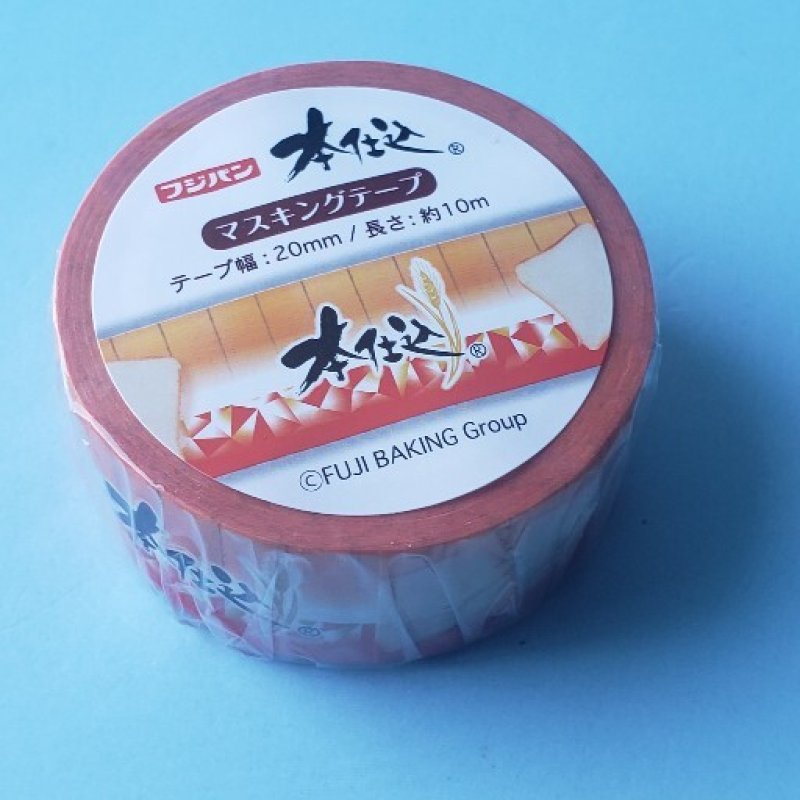 フジパン 本仕込®
マスキングテープ
テープ幅：20mm / 長さ：約10m
本仕込®
©FUJI BAKING Group
本仕込®